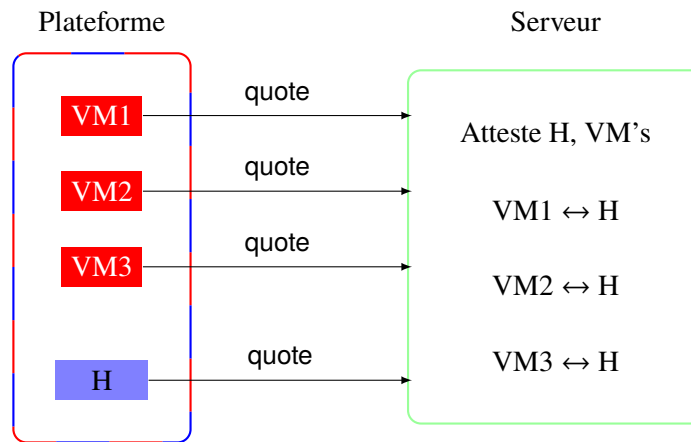 Plateforme
Serveur
VM1
quote
VM2
quote
VM3
quote
H
quote
Atteste H, VM's
VM1 ↔ H
VM2 ↔ H
VM3 ↔ H